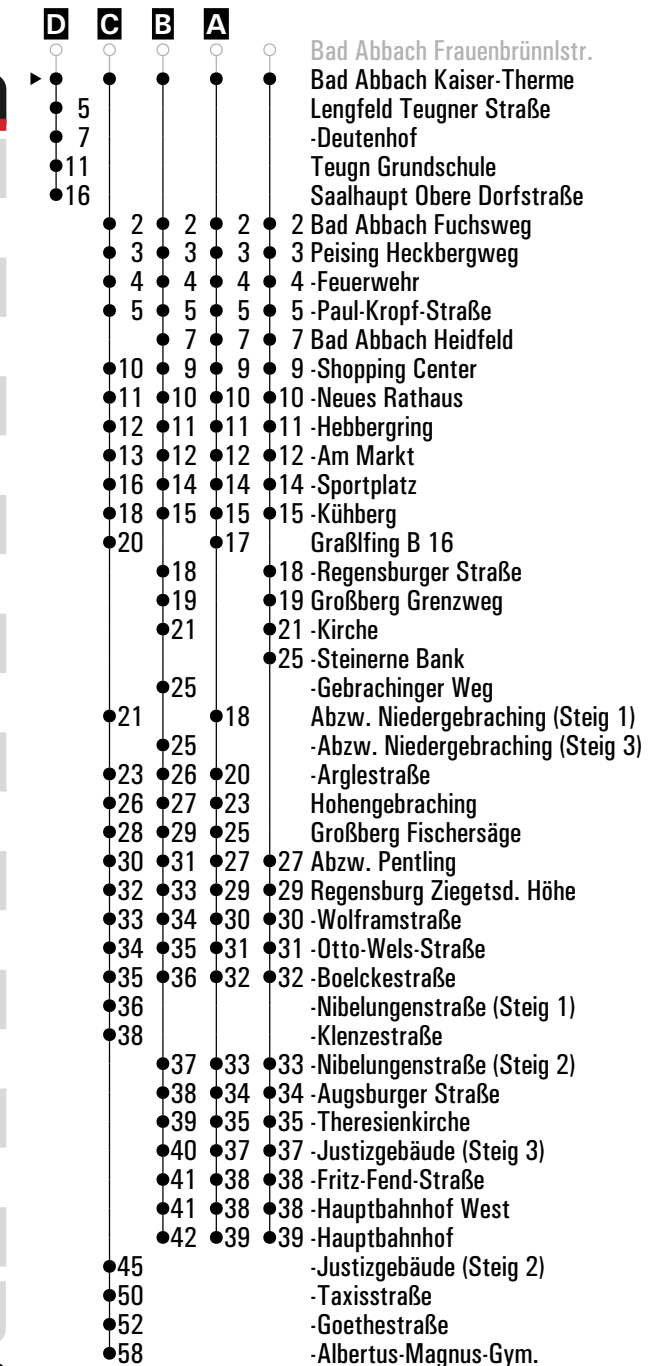 D C B A
Bad Abbach Frauenbrünnlstr.
Bad Abbach Kaiser-Therme
5 Lengfeld Teugner Straße
7 -Deutenhof
11 Teugn Grundschule
16 Saalhaupt Obere Dorfstraße
2 2 2 2 Bad Abbach Fuchsweg
3 3 3 3 Peising Heckbergweg
4 4 4 4 -Feuerwehr
5 5 5 5 -Paul-Kropf-Straße
7 7 7 Bad Abbach Heidfeld
10 9 9 9 -Shopping Center
11 10 10 10 -Neues Rathaus
12 11 11 11 -Hebbergring
13 12 12 12 -Am Markt
16 14 14 14 -Sportplatz
18 15 15 15 -Kühberg
20 17 Graßlfing B 16
18 18 -Regensburger Straße
19 19 Großberg Grenzweg
21 21 -Kirche
25 -Steinerne Bank
25 -Gebrachinger Weg
21 18 Abzw. Niedergebraching (Steig 1)
25 -Abzw. Niedergebraching (Steig 3)
23 26 20 -Arglestraße
26 27 23 Hohengebraching
28 29 25 Großberg Fischersäge
30 31 27 27 Abzw. Pentling
32 33 29 29 Regensburg Ziegetsd. Höhe
33 34 30 30 -Wolframstraße
34 35 31 31 -Otto-Wels-Straße
35 36 32 32 -Boelckestraße
36 -Nibelungenstraße (Steig 1)
38 -Klenzestraße
37 33 33 -Nibelungenstraße (Steig 2)
38 34 34 -Augsburger Straße
39 35 35 -Theresienkirche
40 37 37 -Justizgebäude (Steig 3)
41 38 38 -Fritz-Fend-Straße
41 38 38 -Hauptbahnhof West
42 39 39 -Hauptbahnhof
45 -Justizgebäude (Steig 2)
50 -Taxisstraße
52 -Goethestraße
58 -Albertus-Magnus-Gym.